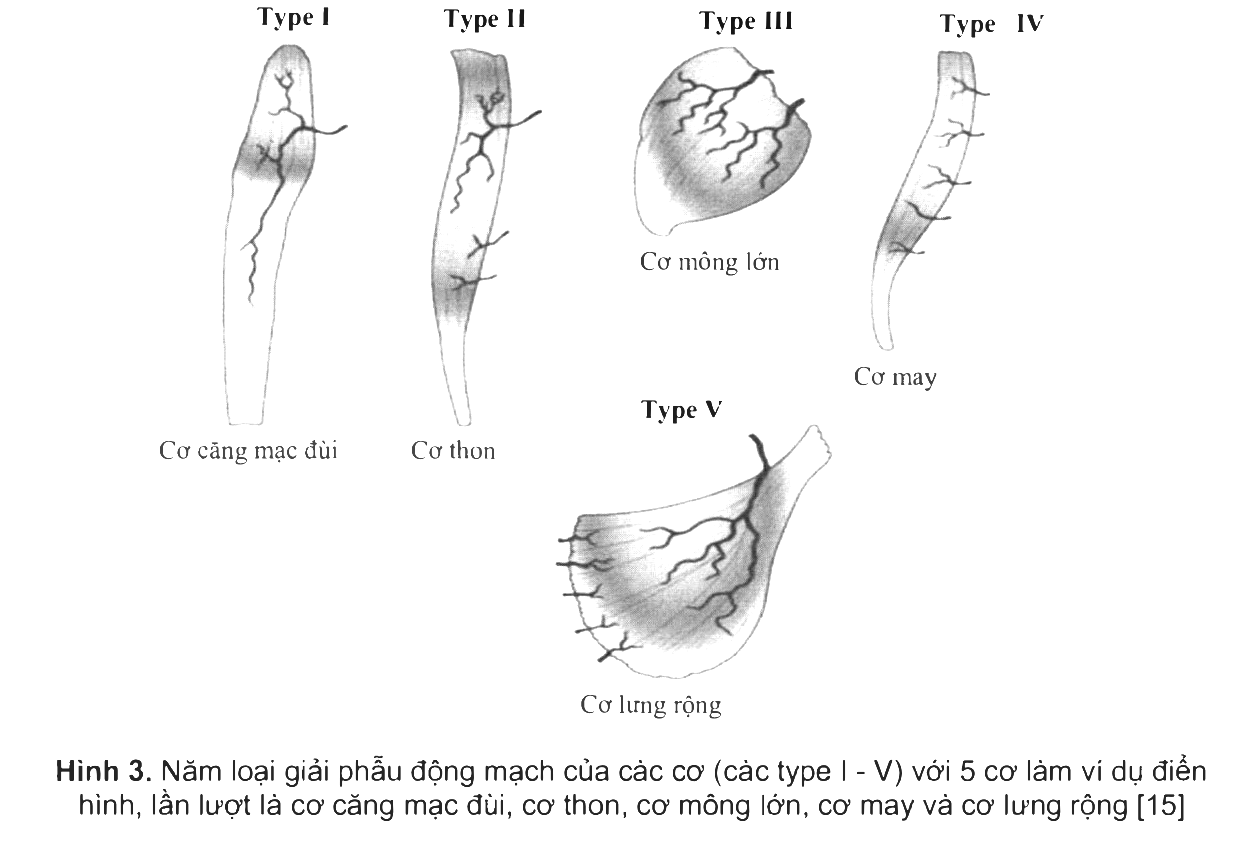 Type I
Type II
Type III
Type IV
Cơ mông lớn
Cơ may
Type V
Cơ căng mạc đùi
Cơ thon
Cơ lưng rộng
Hình 3. Năm loại giải phẫu động mạch của các cơ (các type I - V) với 5 cơ làm ví dụ điển
hình, lần lượt là cơ căng mạc đùi, cơ thon, cơ mông lớn, cơ may và cơ lưng rộng [15]